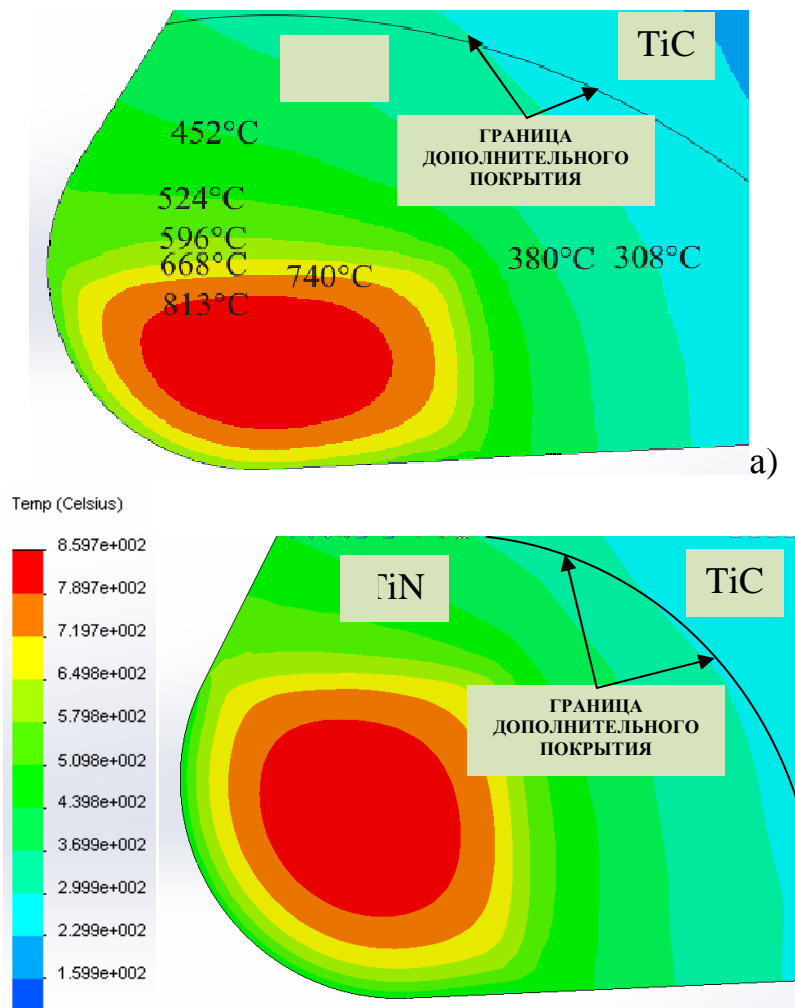 TiC
ГРАНИЦА
ДОПОЛНИТЕЛЬНОГО
ПОКРЫТИЯ
452°C
524°C
596°C
668°C
740°C
813°C
380°C 308°C
а)
Temp (Celsius)
8.597e+002
7.897e+002
7.197e+002
6.498e+002
5.798e+002
5.098e+002
4.398e+002
3.699e+002
2.999e+002
2.299e+002
1.599e+002
TiN
TiC
ГРАНИЦА
ДОПОЛНИТЕЛЬНОГО
ПОКРЫТИЯ